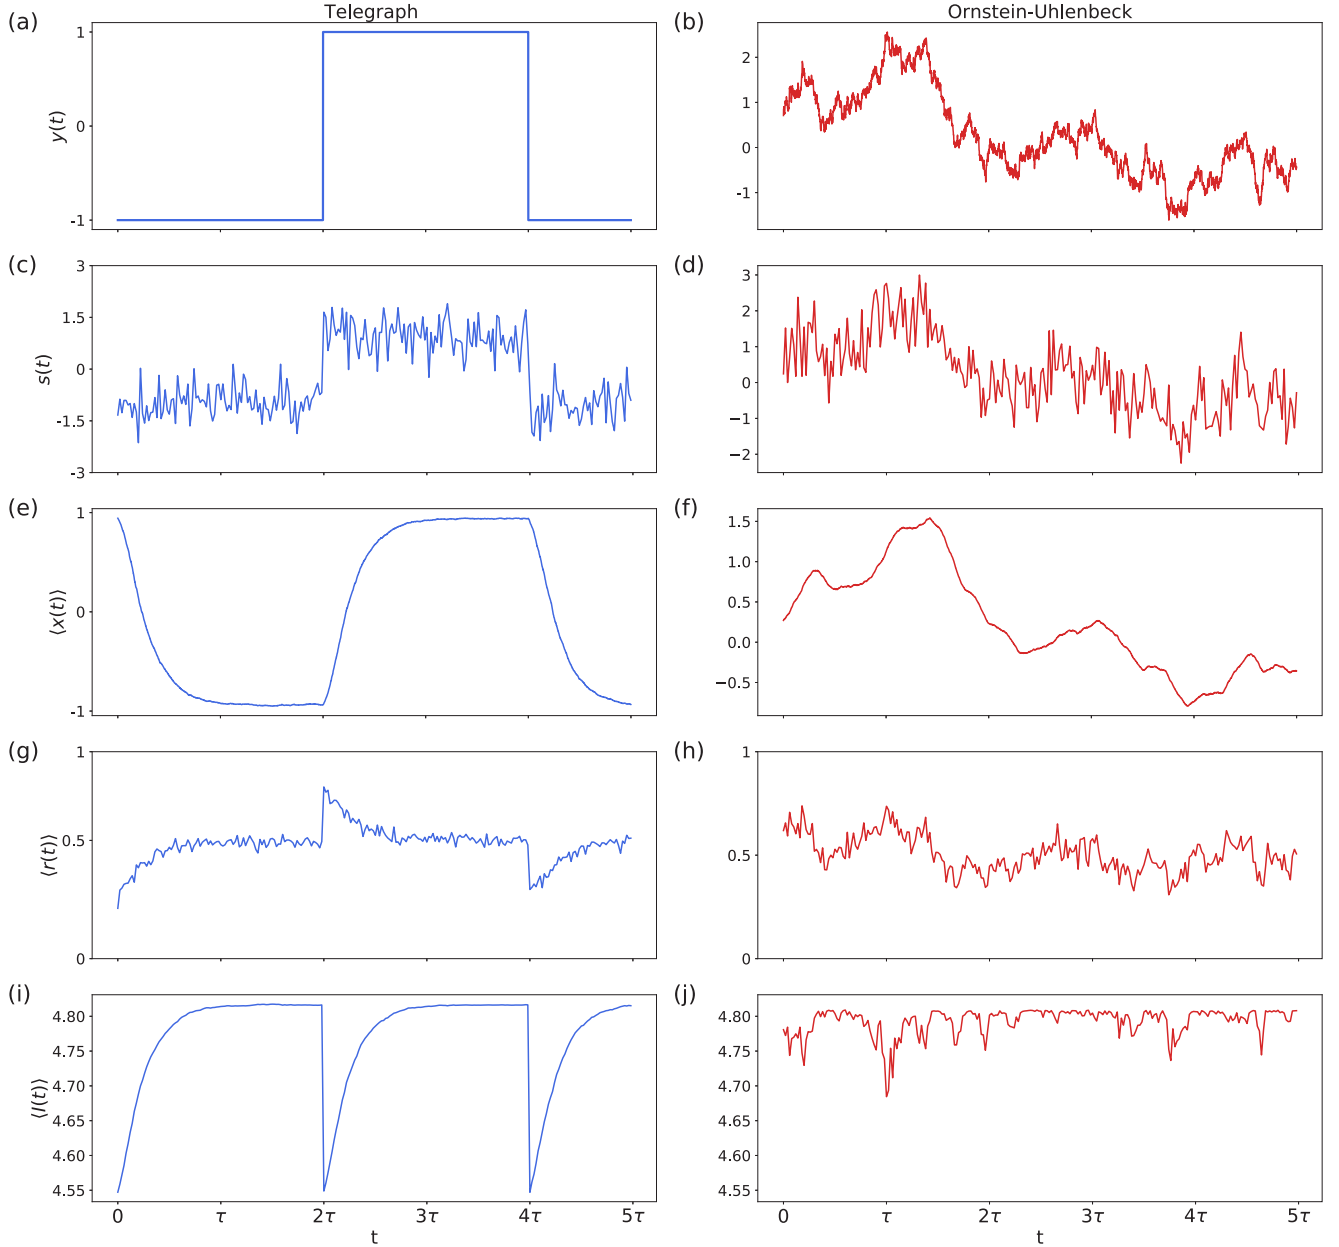 Telegraph
Ornstein-Uhlenbeck
(a)
1
0
-1
y(t)
(b)
2
1
0
-1
(c)
3
1.5
0
-1.5
-3
s(t)
(d)
3
2
1
0
−1
−2
(e)
1
0
-1
⟨x(t)⟩
(f)
1.5
1.0
0.5
0.0
−0.5
(g)
1
0.5
0
⟨r(t)⟩
(h)
1
0.5
0
(i)
4.80
4.75
4.70
4.65
4.60
4.55
⟨I(t)⟩
0 τ 2τ 3τ 4τ 5τ
t
(j)
4.80
4.75
4.70
4.65
4.60
4.55
0 τ 2τ 3τ 4τ 5τ
t